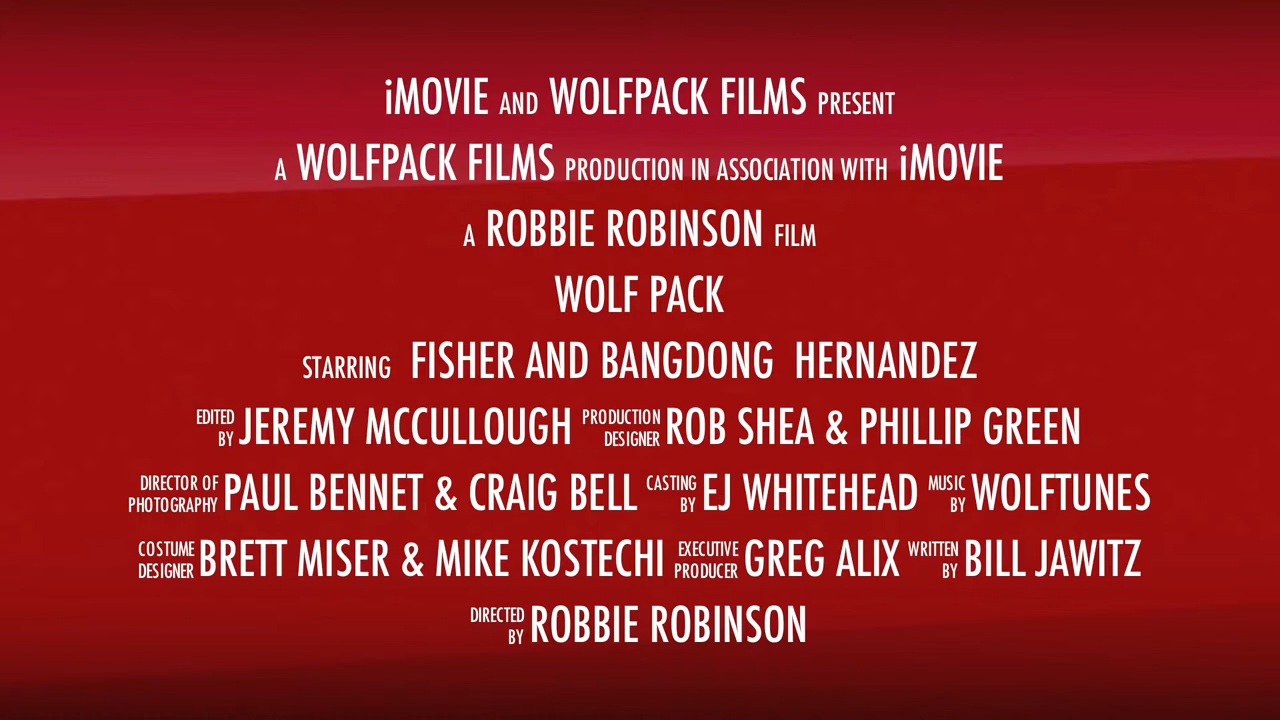 iMOVIE AND WOLFPACK FILMS PRESENT
A WOLFPACK FILMS PRODUCTION IN ASSOCIATION WITH iMOVIE
A ROBBIE ROBINSON FILM
WOLF PACK
STARRING FISHER AND BANGDONG HERNANDEZ
EDITED BY JEREMY MCCULLOUGH PRODUCTION DESIGNER ROB SHEA & PHILLIP GREEN
DIRECTOR OF PHOTOGRAPHY PAUL BENNET & CRAIG BELL CASTING BY EJ WHITEHEAD MUSIC BY WOLFTUNES
COSTUME DESIGNER BRETT MISER & MIKE KOSTECHI EXECUTIVE PRODUCER GREG ALIX WRITTEN BY BILL JAWITZ
DIRECTED BY ROBBIE ROBINSON